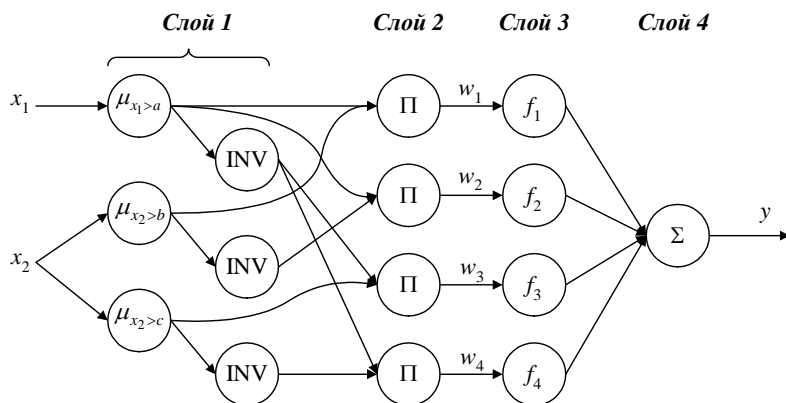 Слой 1 Слой 2 Слой 3 Слой 4
x₁ μₓ₁>ₐ Π w₁ f₁
INV
μₓ₂>b Π w₂ f₂
x₂ INV Σ y
μₓ₂>c Π w₃ f₃
INV Π w₄ f₄